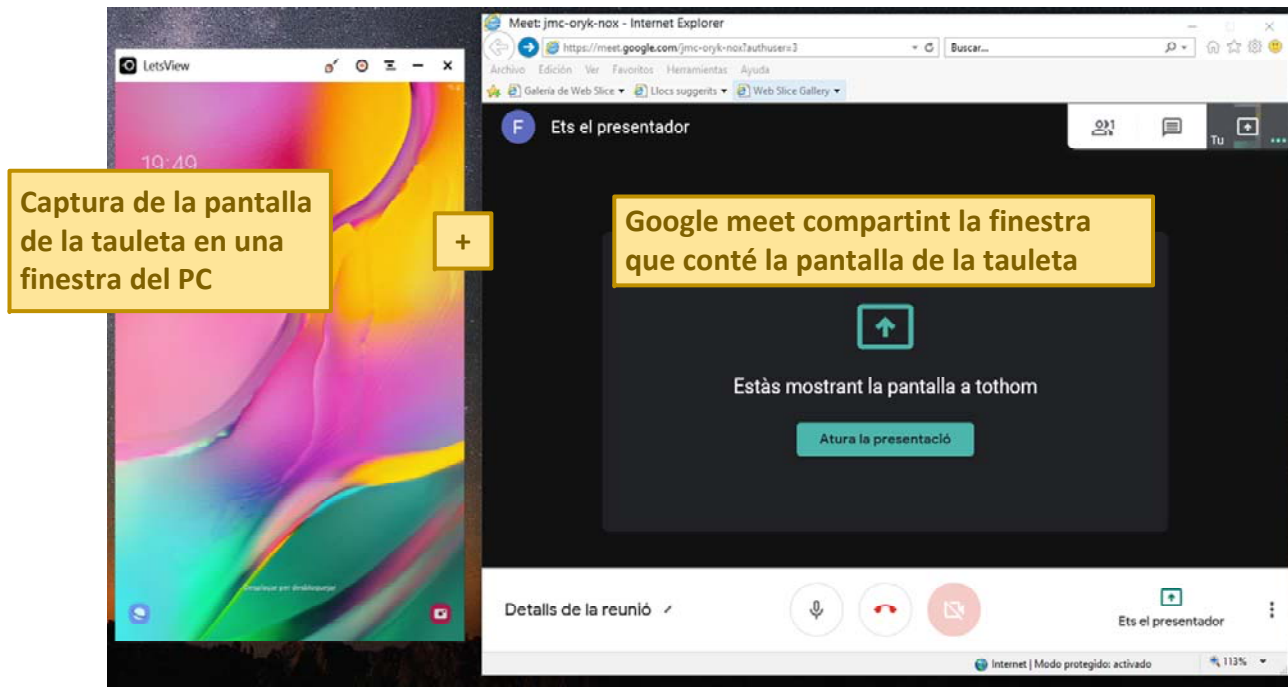 Meet: jmc-oryk-nox - Internet Explorer
https://meet.google.com/jmc-oryk-nox?authuser=3
Buscar...
Archivo Edición Ver Favoritos Herramientas Ayuda
Galería de Web Slice Llocs suggerits Web Slice Gallery
LetsView
F Ets el presentador
Tu
19:49
Captura de la pantalla
de la tauleta en una
finestra del PC
+
Google meet compartint la finestra
que conté la pantalla de la tauleta
Estàs mostrant la pantalla a tothom
Atura la presentació
per desbloquejar
Detalls de la reunió
Ets el presentador
Internet | Modo protegido: activado
113%